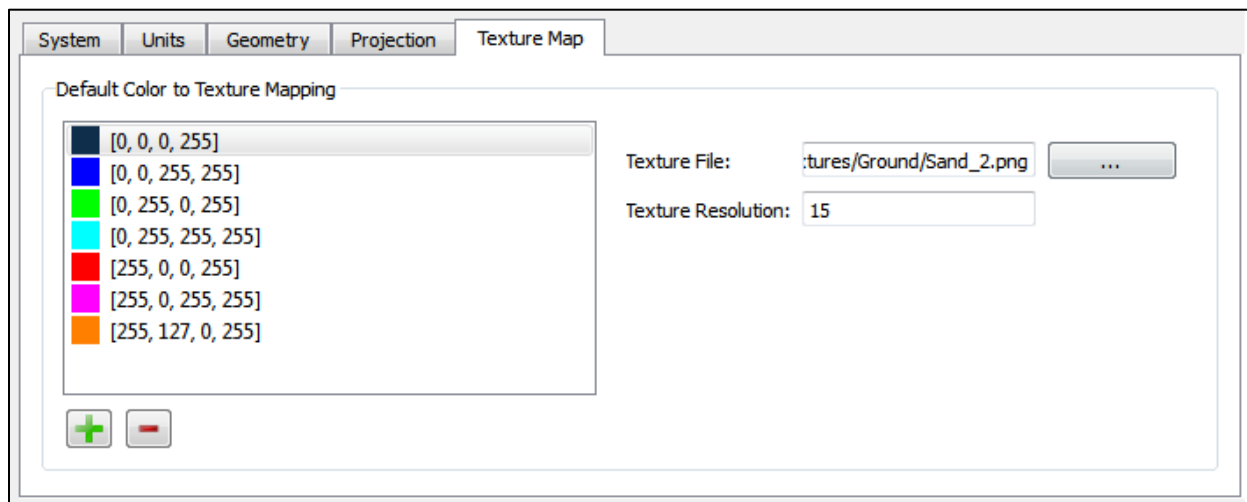 System Units Geometry Projection Texture Map
Default Color to Texture Mapping
[0, 0, 0, 255]
[0, 0, 255, 255]
[0, 255, 0, 255]
[0, 255, 255, 255]
[255, 0, 0, 255]
[255, 0, 255, 255]
[255, 127, 0, 255]
Texture File: :tures/Ground/Sand_2.png ...
Texture Resolution: 15